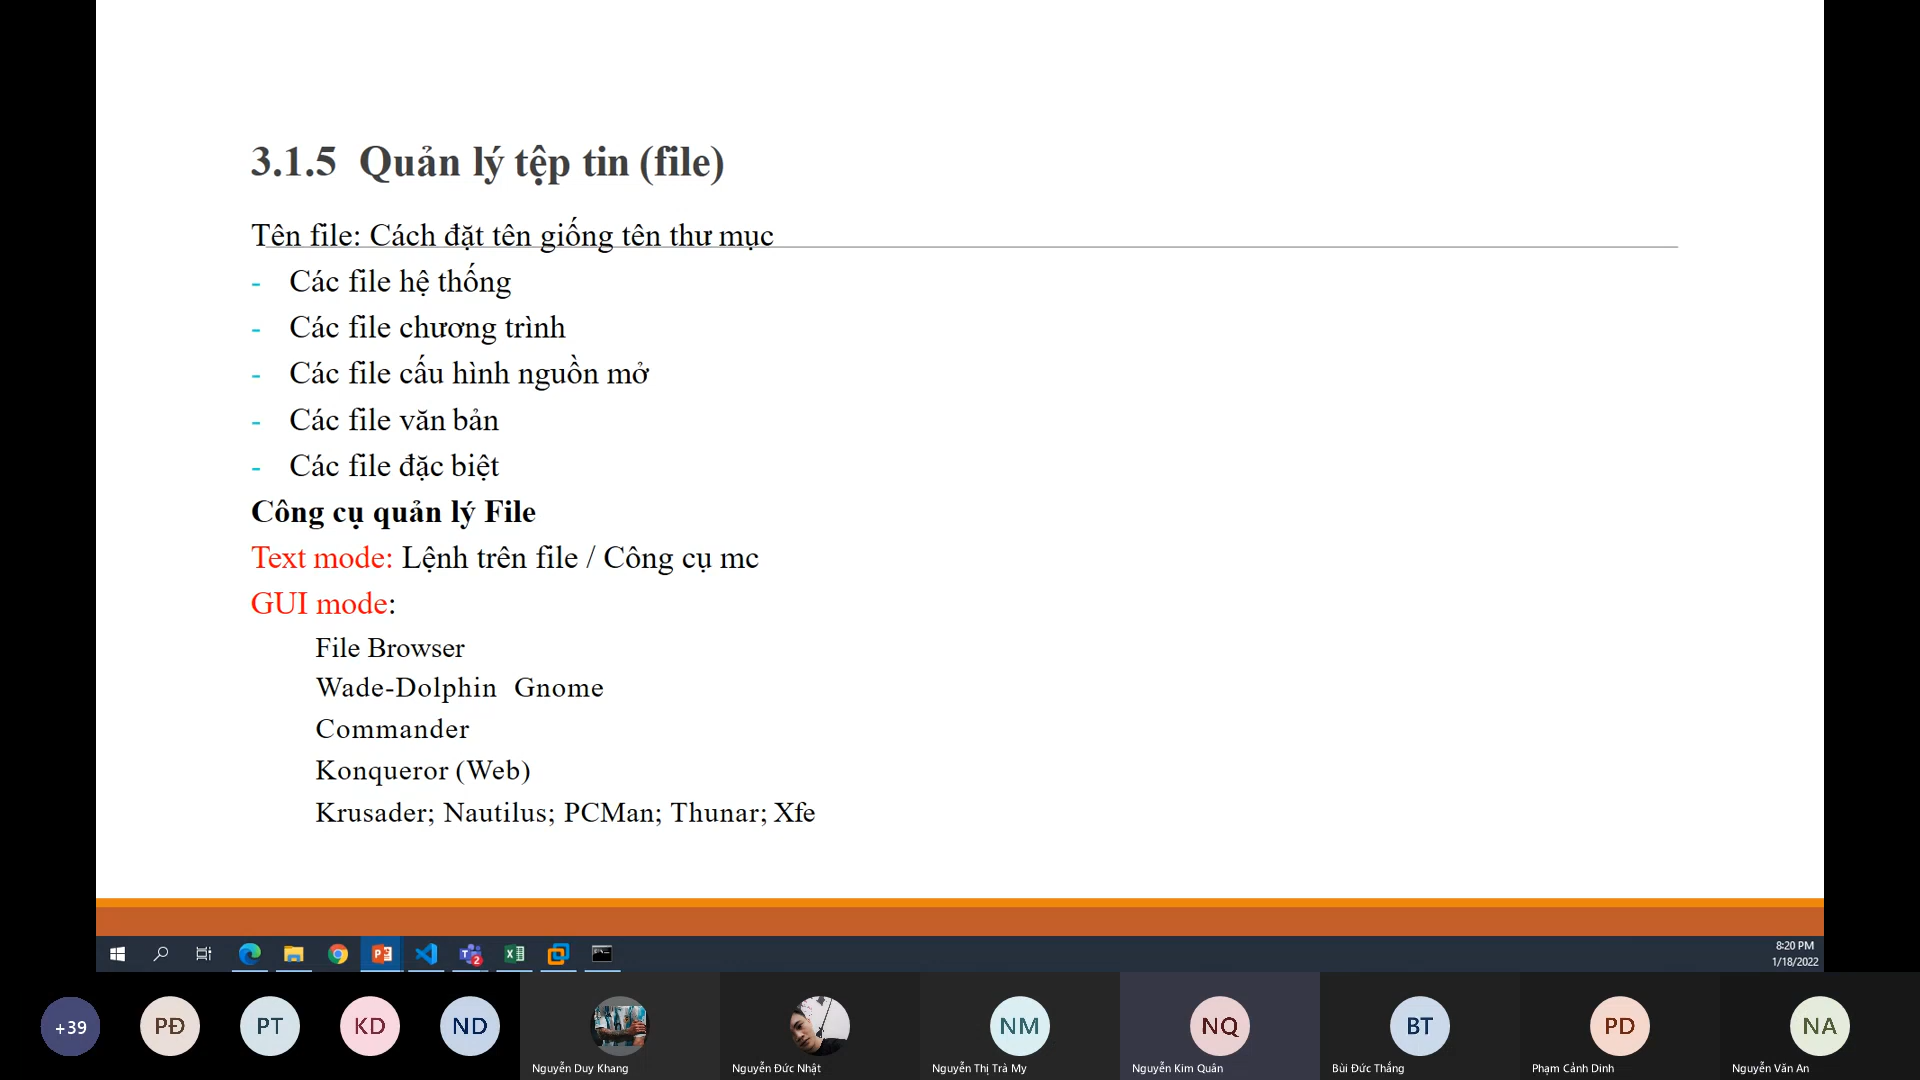 3.1.5 Quản lý tệp tin (file)
Tên file: Cách đặt tên giống tên thư mục
- Các file hệ thống
- Các file chương trình
- Các file cấu hình nguồn mở
- Các file văn bản
- Các file đặc biệt
Công cụ quản lý File
Text mode: Lệnh trên file / Công cụ mc
GUI mode:
File Browser
Wade-Dolphin Gnome
Commander
Konqueror (Web)
Krusader; Nautilus; PCMan; Thunar; Xfe
8:20 PM
1/18/2022
+39
PĐ
PT
KD
ND
NM
NQ
BT
PD
NA
Nguyễn Duy Khang
Nguyễn Đức Nhật
Nguyễn Thị Trà My
Nguyễn Kim Quân
Bùi Đức Thắng
Phạm Cảnh Dinh
Nguyễn Văn An